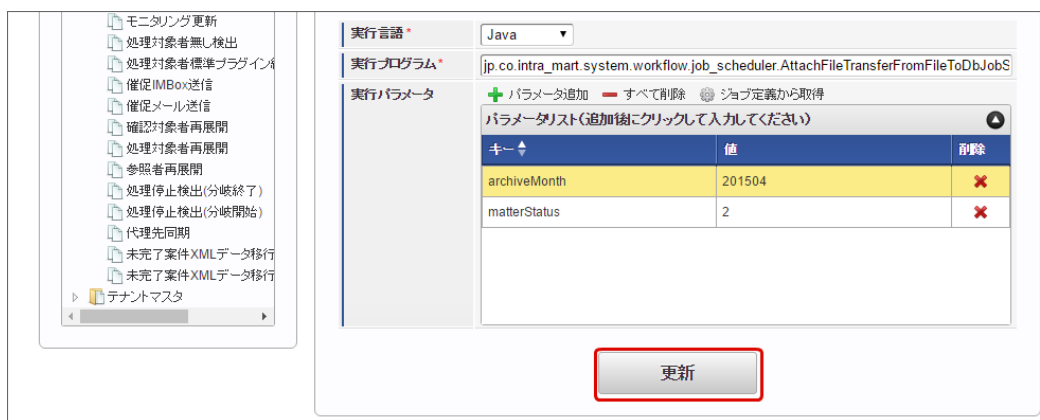 モニタリング更新
処理対象者無し検出
処理対象者標準プラグイン
催促IMBox送信
催促メール送信
確認対象者再展開
処理対象者再展開
参照者再展開
処理停止検出(分岐終了)
処理停止検出(分岐開始)
代理先同期
未完了案件XMLデータ移行
未完了案件XMLデータ移行
テナントマスタ
実行言語*
Java
実行プログラム*
jp.co.intra_mart.system.workflow.job_scheduler.AttachFileTransferFromFileToDbJobS
実行パラメータ
パラメータ追加 すべて削除 ジョブ定義から取得
パラメータリスト(追加後にクリックして入力してください)
キー 値 削除
archiveMonth 201504
matterStatus 2
更新